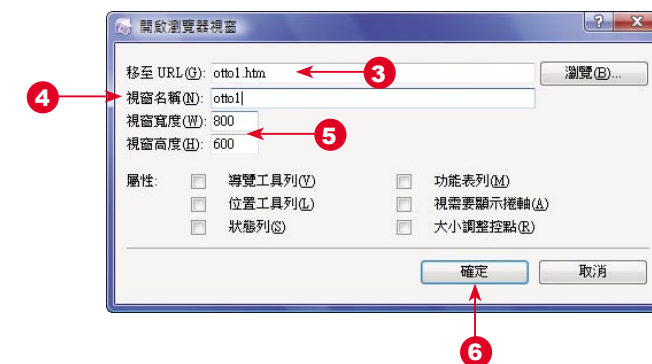 開啟瀏覽器視窗
移至 URL(G): otto1.htm 3 瀏覽(B)...
4 視窗名稱(N): otto1
視窗寬度(W): 800
5
視窗高度(H): 600
屬性: 導覽工具列(V) 功能表列(M)
位置工具列(L) 視需要顯示捲軸(A)
狀態列(S) 大小調整控點(R)
確定 取消
6